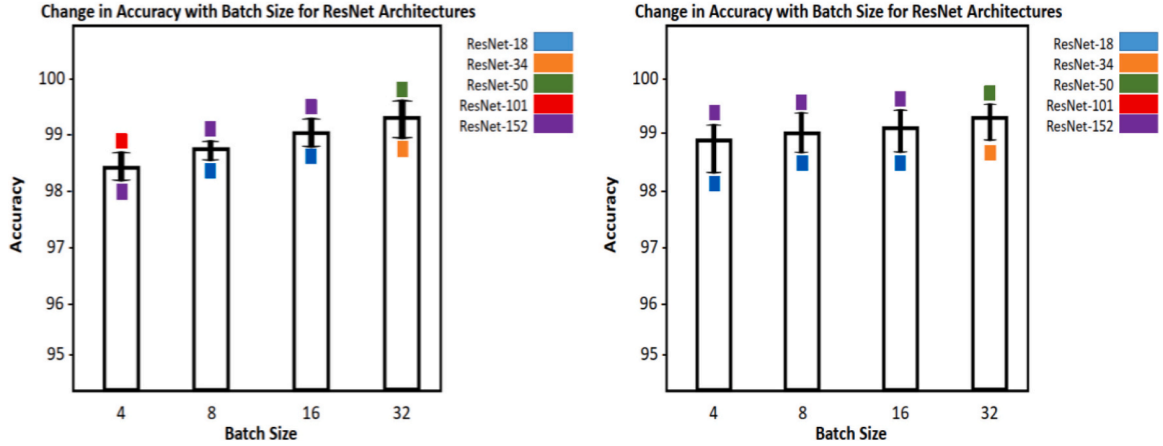 Change in Accuracy with Batch Size for ResNet Architectures
ResNet-18
ResNet-34
ResNet-50
ResNet-101
ResNet-152
100
99
98
97
96
95
Accuracy
4 8 16 32
Batch Size
Change in Accuracy with Batch Size for ResNet Architectures
ResNet-18
ResNet-34
ResNet-50
ResNet-101
ResNet-152
100
99
98
97
96
95
Accuracy
4 8 16 32
Batch Size